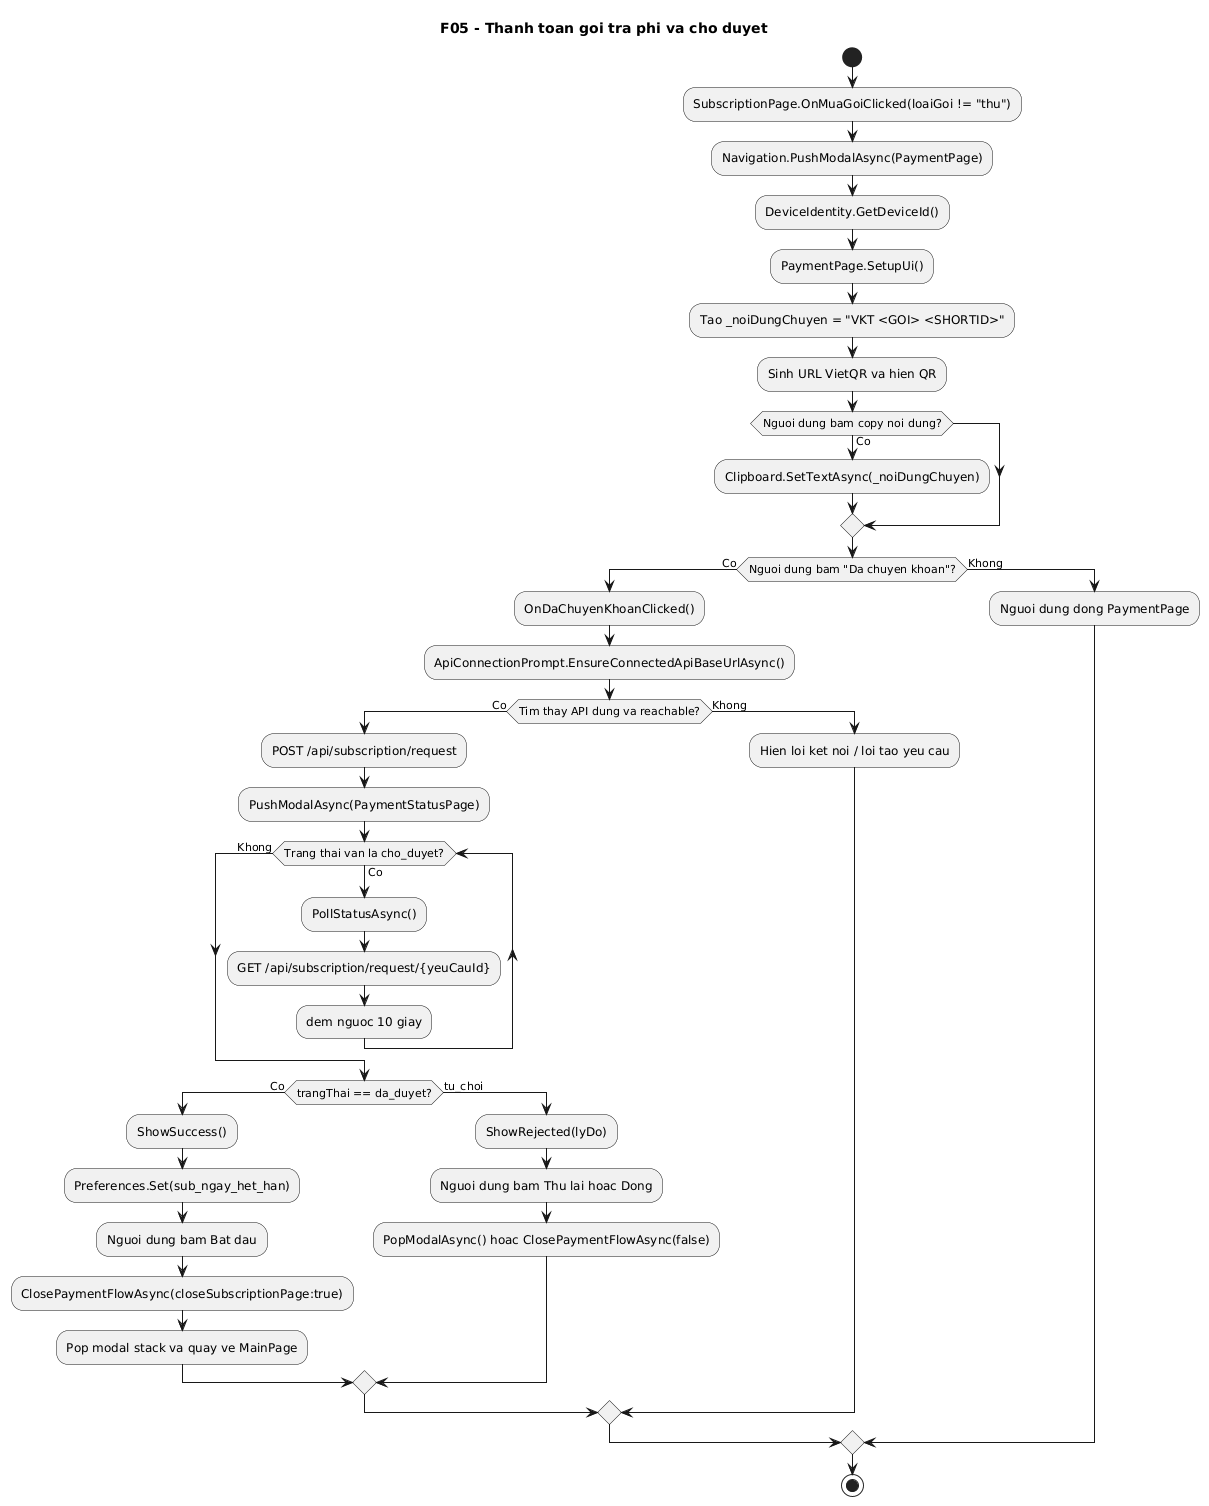 F05 - Thanh toan goi tra phi va cho duyet
SubscriptionPage.OnMuaGoiClicked(loaiGoi != "thu")
Navigation.PushModalAsync(PaymentPage)
DeviceIdentity.GetDeviceId()
PaymentPage.SetupUi()
Tao _noiDungChuyen = "VKT <GOI> <SHORTID>"
Sinh URL VietQR va hien QR
Nguoi dung bam copy noi dung?
Co
Clipboard.SetTextAsync(_noiDungChuyen)
Co
Nguoi dung bam "Da chuyen khoan"?
Khong
OnDaChuyenKhoanClicked()
Nguoi dung dong PaymentPage
ApiConnectionPrompt.EnsureConnectedApiBaseUrlAsync()
Co
Tim thay API dung va reachable?
Khong
POST /api/subscription/request
Hien loi ket noi / loi tao yeu cau
PushModalAsync(PaymentStatusPage)
Khong
Trang thai van la cho_duyet?
Co
PollStatusAsync()
GET /api/subscription/request/{yeuCauId}
dem nguoc 10 giay
Co
trangThai == da_duyet?
tu_choi
ShowSuccess()
ShowRejected(lyDo)
Preferences.Set(sub_ngay_het_han)
Nguoi dung bam Thu lai hoac Dong
Nguoi dung bam Bat dau
PopModalAsync() hoac ClosePaymentFlowAsync(false)
ClosePaymentFlowAsync(closeSubscriptionPage:true)
Pop modal stack va quay ve MainPage